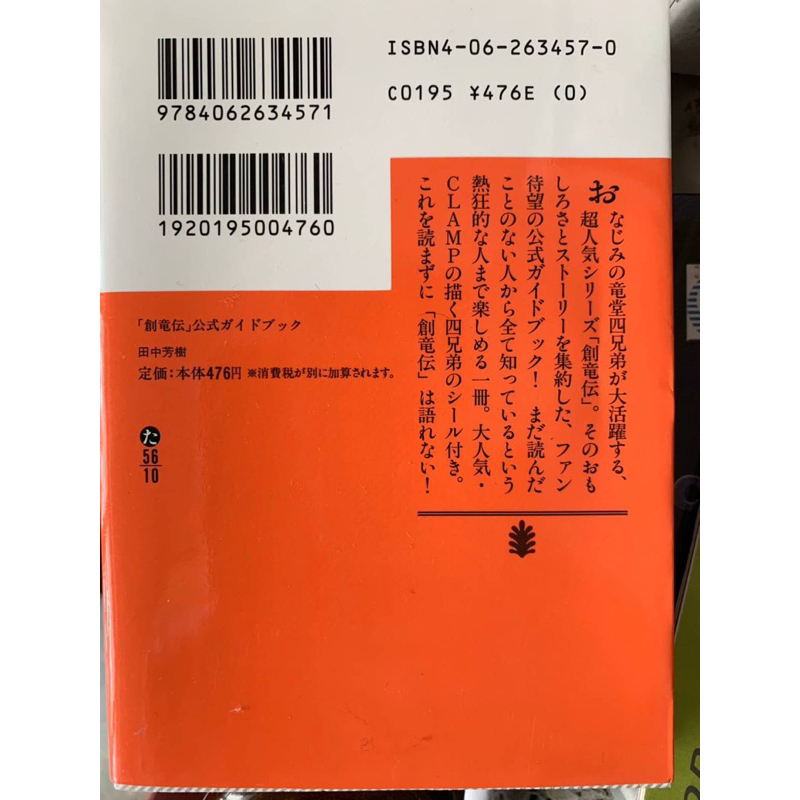 ISBN4-06-263457-0
C0195 ¥476E (0)
9784062634571
1920195004760
おなじみの竜堂四兄弟が大活躍する、
超人気シリーズ「創竜伝」。そのおも
しろさとストーリーを集約した、ファン
待望の公式ガイドブック！ まだ読んだ
ことのない人から全て知っているという
熱狂的な人まで楽しめる一冊。大人気・
CLAMPの描く四兄弟のシール付き。
これを読まずに「創竜伝」は語れない！
「創竜伝」公式ガイドブック
田中芳樹
定価：本体476円 ※消費税が別に加算されます。
た
56
10